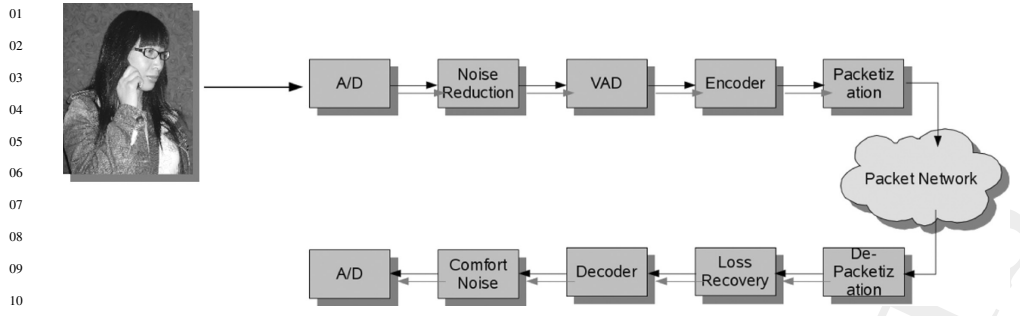 01
02
03
04
05
06
07
08
09
10
A/D
Noise
Reduction
VAD
Encoder
Packetiz
ation
Packet Network
A/D
Comfort
Noise
Decoder
Loss
Recovery
De-
Packetiz
ation